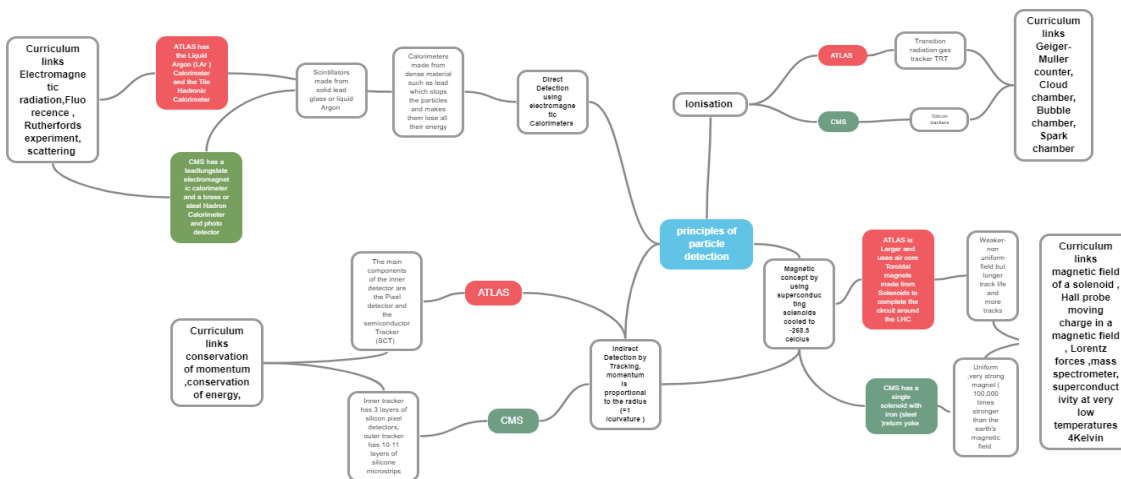 Curriculum
links
Electromagne
tic
radiation,Fluo
recence ,
Rutherfords
experiment,
scattering
ATLAS has
the Liquid
Argon (LAr )
Calorimeter
and the Tile
Hadronic
Calorimeter
CMS has a
leadtungstate
electromagnet
ic calorimeter
and a brass or
steel Hadron
Calorimeter
and photo
detector
Scintillators
made from
solid lead
glass or liquid
Argon
Calorimeters
made from
dense material
such as lead
which stops
the particles
and makes
them lose all
their energy
Direct
Detection
using
electromagne
tic
Calorimeters
Ionisation
ATLAS
Transition
radiation gas
tracker TRT
CMS
Silicon
trackers
Curriculum
links
Geiger-
Muller
counter,
Cloud
chamber,
Bubble
chamber,
Spark
chamber
principles of
particle
detection
Magnetic
concept by
using
superconduc
ting
solenoids
cooled to
-268.5
celcius
ATLAS is
Larger and
uses air core
Toroidal
magnets
made from
Solenoids to
complete the
circuit around
the LHC
Weaker-
non
uniform
field but
longer
track life
and
more
tracks
CMS has a
single
solenoid with
iron (steel
)return yoke
Uniform
,very strong
magnet (
100,000
times
stronger
than the
earth's
magnetic
field
Curriculum
links
magnetic field
of a solenoid ,
Hall probe
moving
charge in a
magnetic field
, Lorentz
forces ,mass
spectrometer,
superconduct
ivity at very
low
temperatures
4Kelvin
Indirect
Detection by
Tracking,
momentum
is
proportional
to the radius
(=1
/curvature )
ATLAS
The main
components
of the inner
detector are
the Pixel
detector and
the
semiconductor
Tracker
(SCT)
CMS
Inner tracker
has 3 layers of
silicon pixel
detectors,
outer tracker
has 10-11
layers of
silicone
microstrips
Curriculum
links
conservation
of momentum
,conservation
of energy,